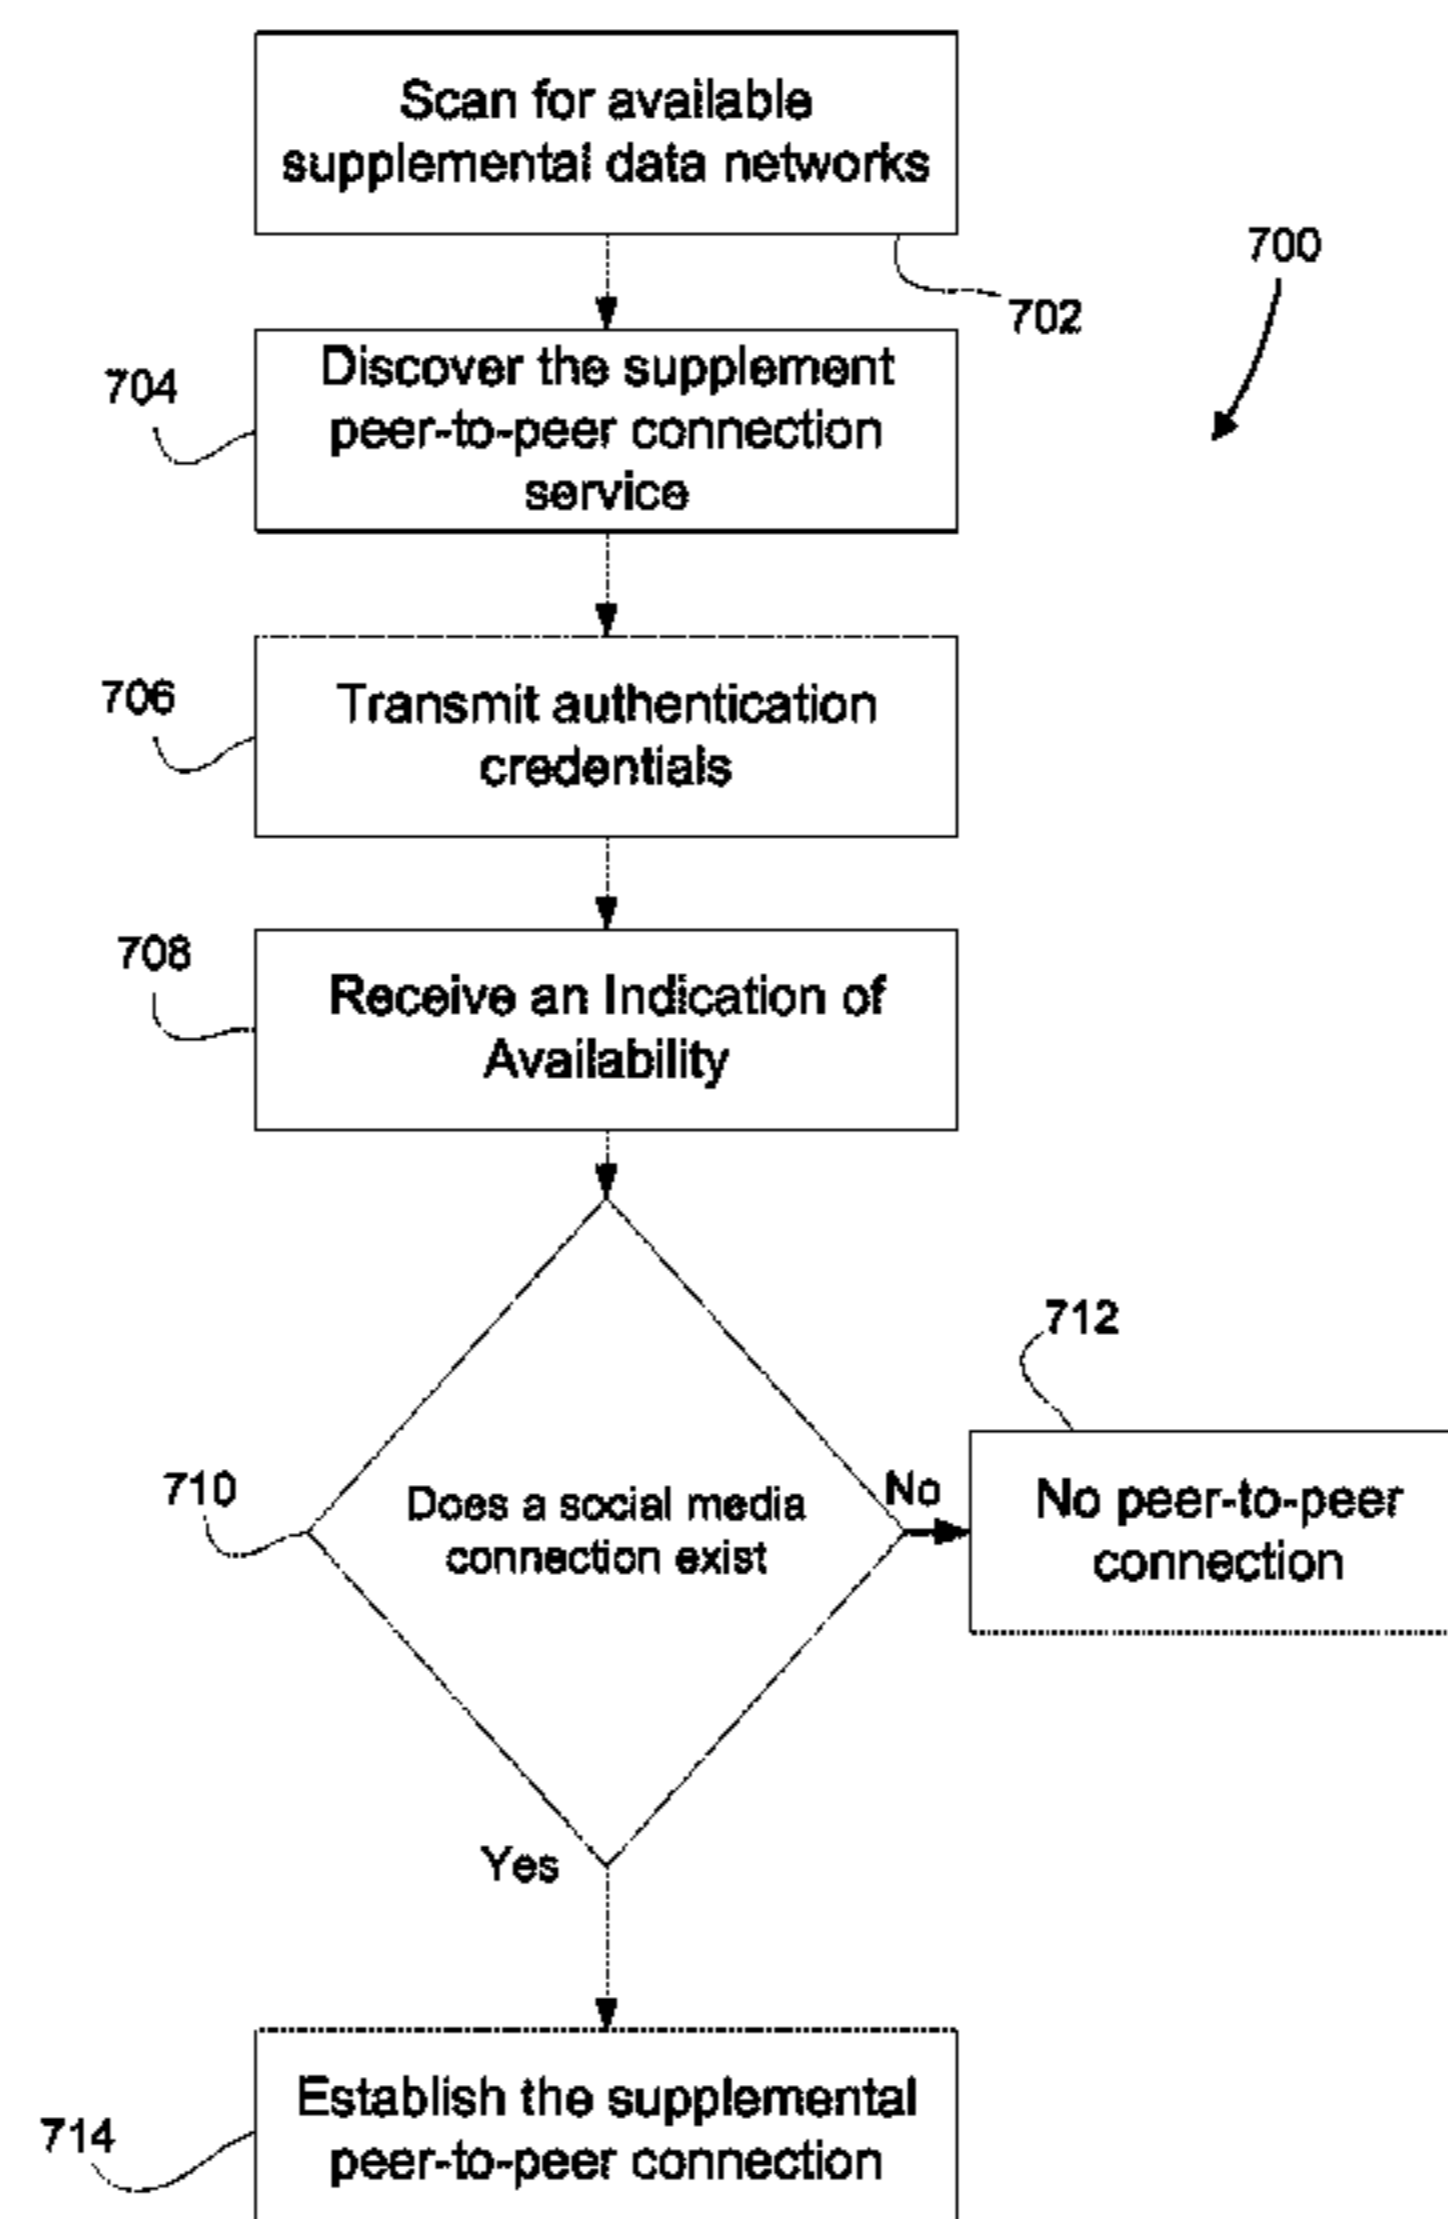 Scan for available
supplemental data networks
700
702
704
Discover the supplement
peer-to-peer connection
service
706
Transmit authentication
credentials
708
Receive an Indication of
Availability
712
710
Does a social media
connection exist
No
No peer-to-peer
connection
Yes
714
Establish the supplemental
peer-to-peer connection